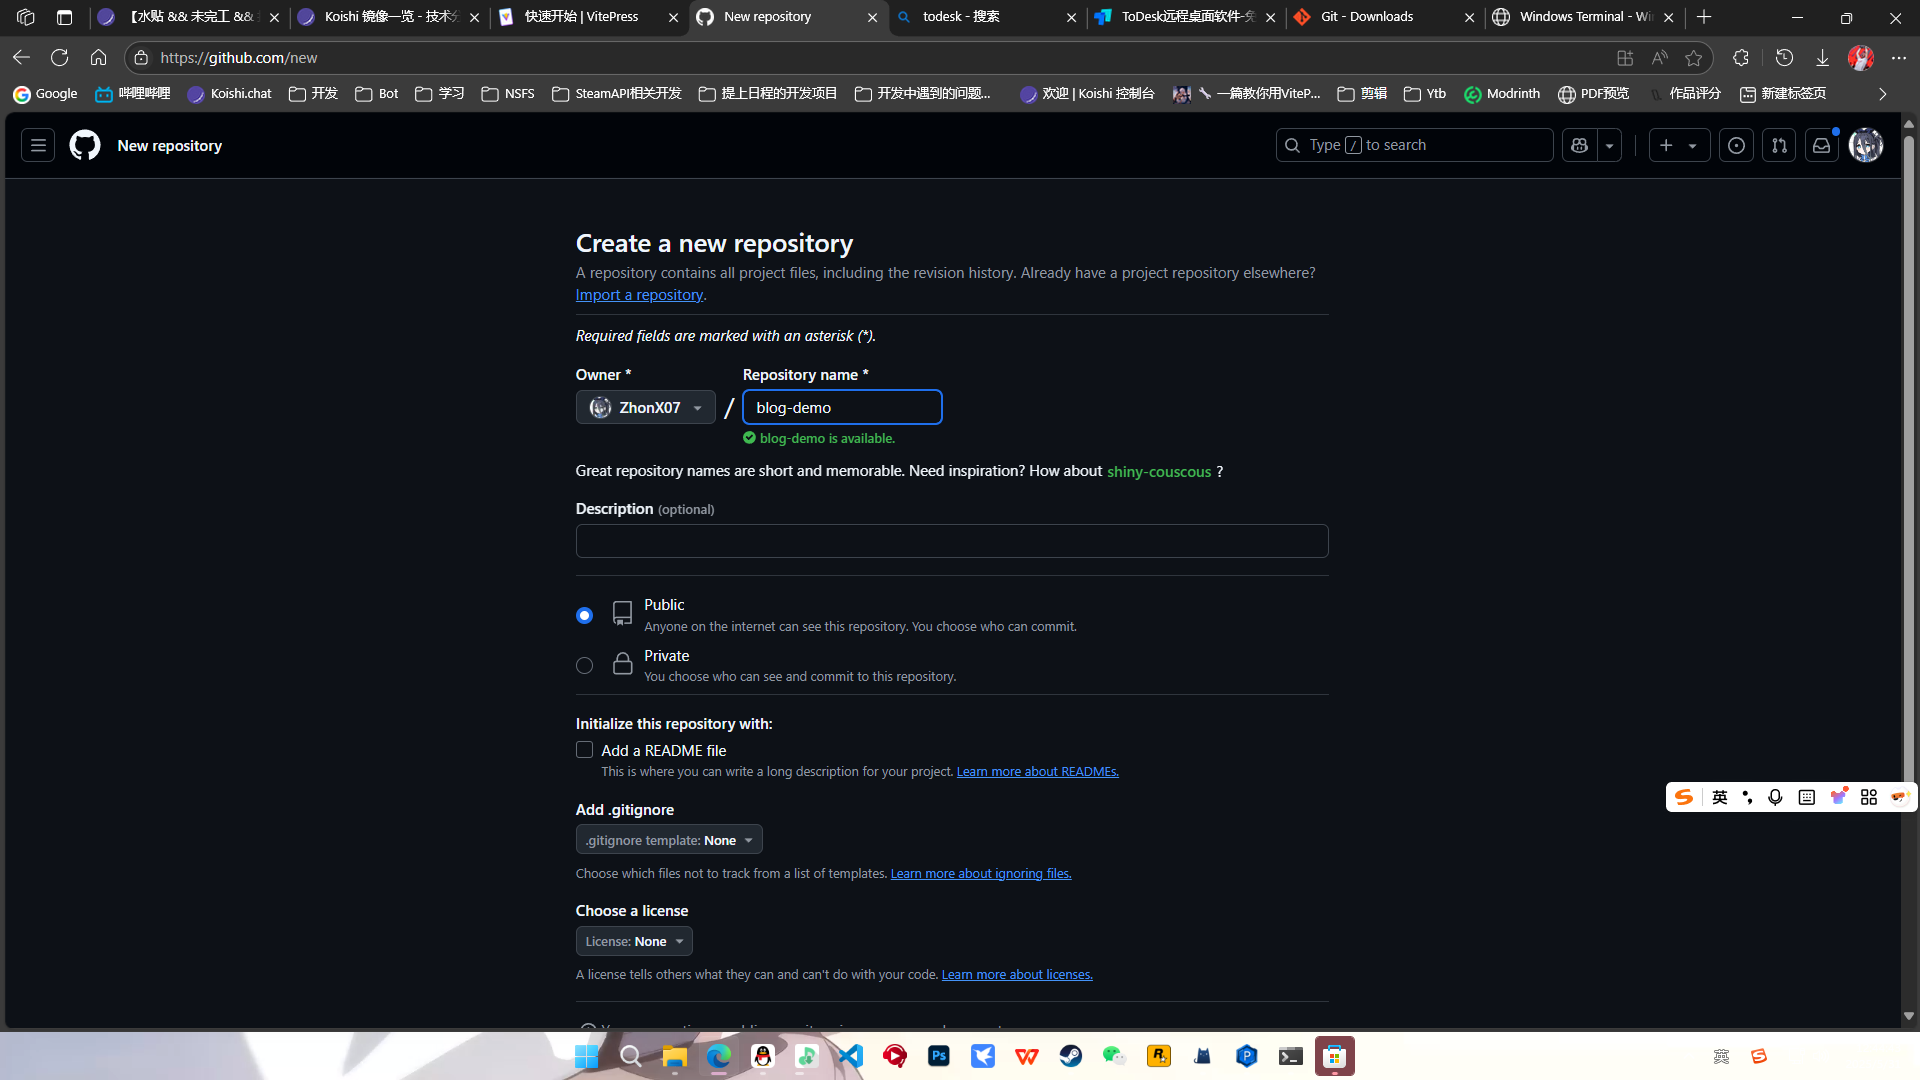 【水贴 && 未完工 &&
Koishi 镜像一览 - 技术分
快速开始 | VitePress
New repository
todesk - 搜索
ToDesk远程桌面软件-免
Git - Downloads
Windows Terminal - Wi
https://github.com/new
Google
哔哩哔哩
Koishi.chat
开发
Bot
学习
NSFS
SteamAPI相关开发
提上日程的开发项目
开发中遇到的问题...
欢迎 | Koishi 控制台
一篇教你用ViteP...
剪辑
Ytb
Modrinth
PDF预览
作品评分
新建标签页
New repository
Type / to search
Create a new repository
A repository contains all project files, including the revision history. Already have a project repository elsewhere?
Import a repository.
Required fields are marked with an asterisk (*).
Owner *
Repository name *
ZhonX07
/
blog-demo
blog-demo is available.
Great repository names are short and memorable. Need inspiration? How about shiny-couscous ?
Description (optional)
Public
Anyone on the internet can see this repository. You choose who can commit.
Private
You choose who can see and commit to this repository.
Initialize this repository with:
Add a README file
This is where you can write a long description for your project. Learn more about READMEs.
Add .gitignore
.gitignore template: None
Choose which files not to track from a list of templates. Learn more about ignoring files.
Choose a license
License: None
A license tells others what they can and can't do with your code. Learn more about licenses.
英
Ps
英